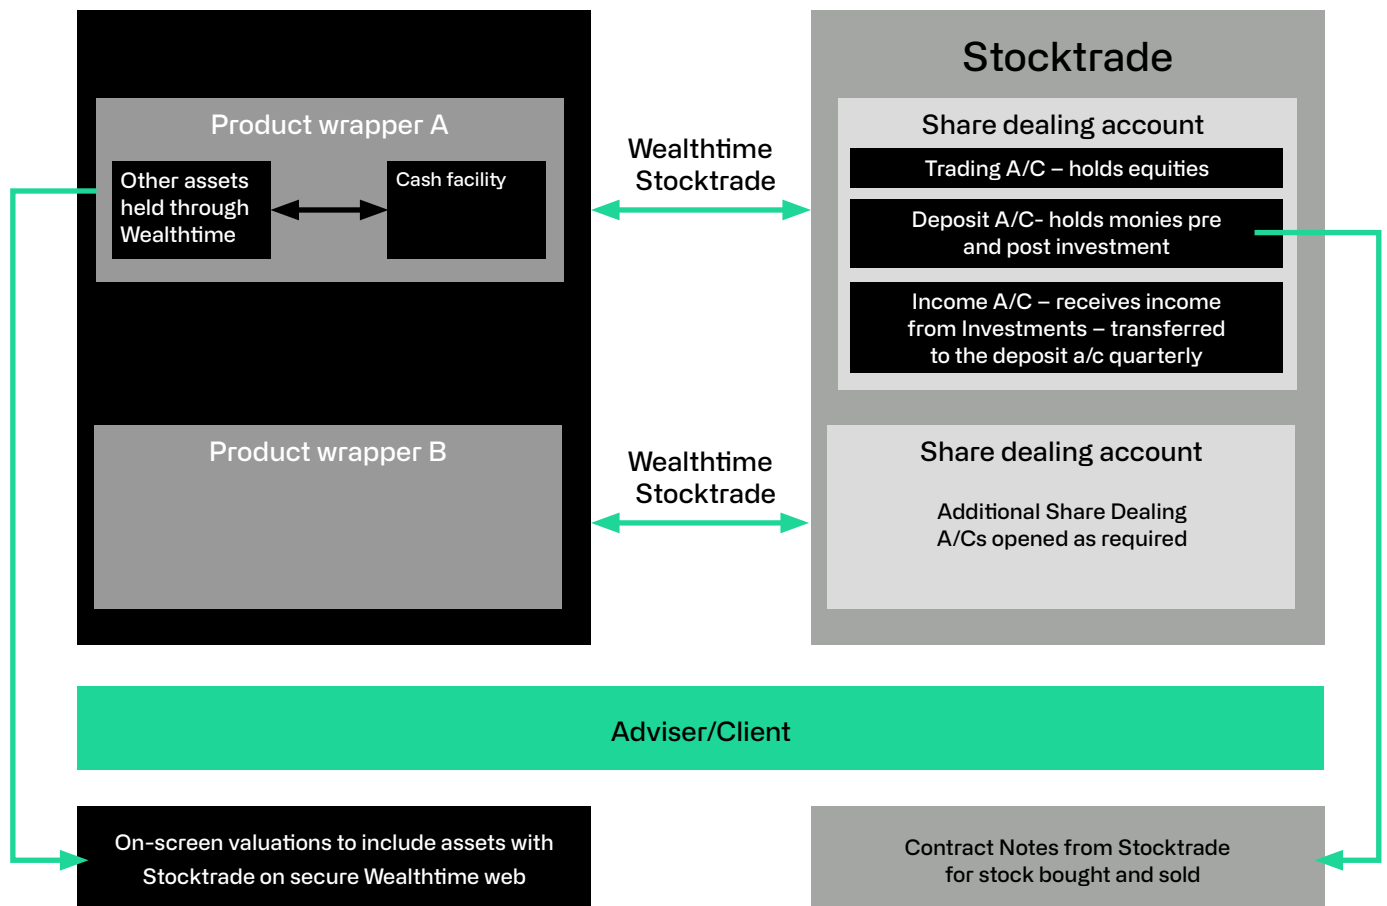 Stocktrade
Product wrapper A
Other assets
held through
Wealthtime
Cash facility
Wealthtime
Stocktrade
Share dealing account
Trading A/C – holds equities
Deposit A/C- holds monies pre
and post investment
Income A/C – receives income
from Investments – transferred
to the deposit a/c quarterly
Product wrapper B
Wealthtime
Stocktrade
Share dealing account
Additional Share Dealing
A/Cs opened as required
Adviser/Client
On-screen valuations to include assets with
Stocktrade on secure Wealthtime web
Contract Notes from Stocktrade
for stock bought and sold